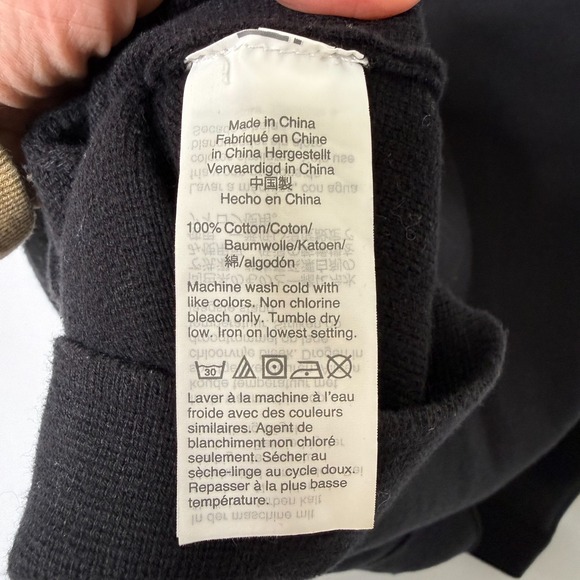 Made in China
Fabriqué en Chine
in China Hergestellt
Vervaardigd in China
中国製
Hecho en China
100% Cotton/Coton/
Baumwolle/Katoen/
綿/algodón
Machine wash cold with
like colors. Non chlorine
bleach only. Tumble dry
low. Iron on lowest setting.
30
Laver à la machine à l'eau
froide avec des couleurs
similaires. Agent de
blanchiment non chloré
seulement. Sécher au
sèche-linge au cycle doux.
Repasser à la plus basse
température.